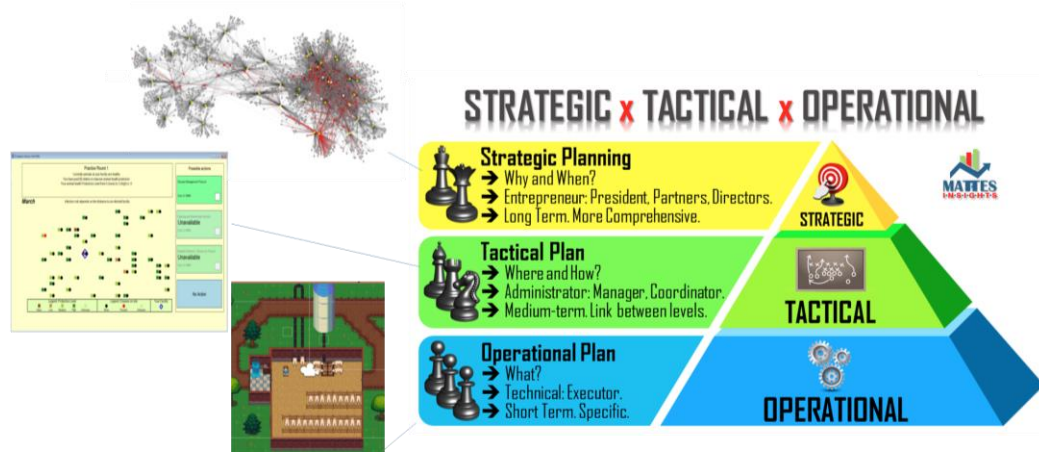 STRATEGIC x TACTICAL x OPERATIONAL
Strategic Planning
➔ Why and When?
➔ Entrepreneur: President, Partners, Directors.
➔ Long Term. More Comprehensive.
STRATEGIC
MATTES
INSIGHTS
Tactical Plan
➔ Where and How?
➔ Administrator: Manager, Coordinator.
➔ Medium-term. Link between levels.
TACTICAL
Operational Plan
➔ What?
➔ Technical: Executor.
➔ Short Term. Specific.
OPERATIONAL
Practice Round 1
March
Possible actions
Unavailable
Unavailable
No Action